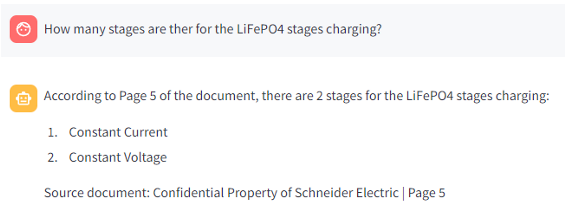 How many stages are ther for the LiFePO4 stages charging?
According to Page 5 of the document, there are 2 stages for the LiFePO4 stages charging:
1. Constant Current
2. Constant Voltage
Source document: Confidential Property of Schneider Electric | Page 5